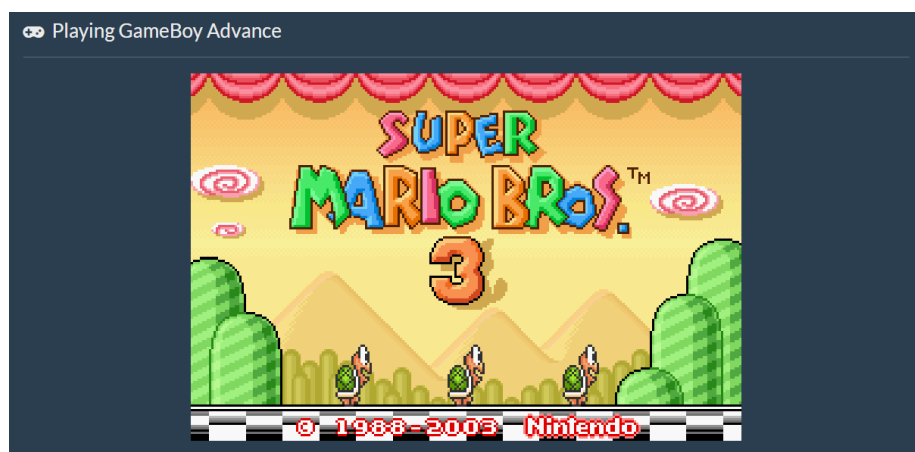 Playing GameBoy Advance
SUPER
MARIO BROS.™
3
© 1988-2003 Nintendo